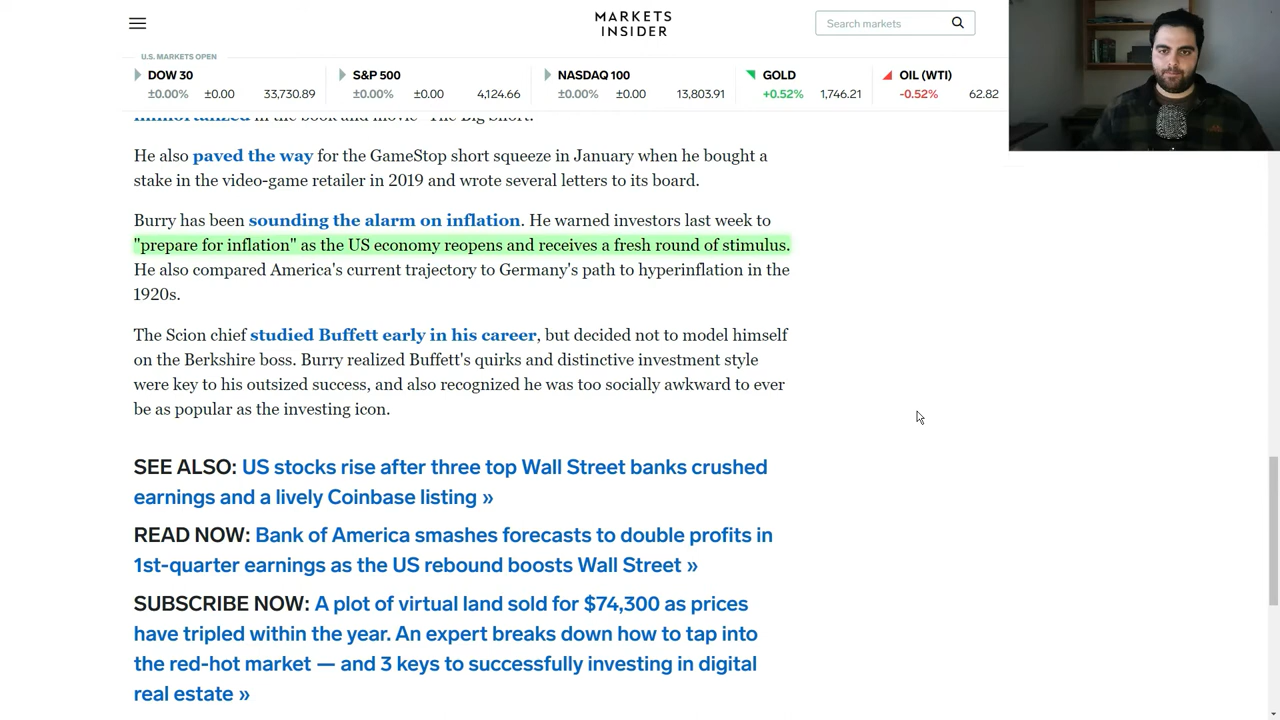 MARKETS
INSIDER
Search markets
U.S. MARKETS OPEN
DOW 30
±0.00% ±0.00 33,730.89
S&P 500
±0.00% ±0.00 4,124.66
NASDAQ 100
±0.00% ±0.00 13,803.91
GOLD
+0.52% 1,746.21
OIL (WTI)
-0.52% 62.82
immortalized in the book and movie "The Big Short."
He also paved the way for the GameStop short squeeze in January when he bought a
stake in the video-game retailer in 2019 and wrote several letters to its board.
Burry has been sounding the alarm on inflation. He warned investors last week to
"prepare for inflation" as the US economy reopens and receives a fresh round of stimulus.
He also compared America's current trajectory to Germany's path to hyperinflation in the
1920s.
The Scion chief studied Buffett early in his career, but decided not to model himself
on the Berkshire boss. Burry realized Buffett's quirks and distinctive investment style
were key to his outsized success, and also recognized he was too socially awkward to ever
be as popular as the investing icon.
SEE ALSO: US stocks rise after three top Wall Street banks crushed
earnings and a lively Coinbase listing »
READ NOW: Bank of America smashes forecasts to double profits in
1st-quarter earnings as the US rebound boosts Wall Street »
SUBSCRIBE NOW: A plot of virtual land sold for $74,300 as prices
have tripled within the year. An expert breaks down how to tap into
the red-hot market — and 3 keys to successfully investing in digital
real estate »